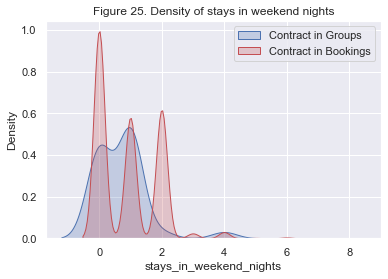 Figure 25. Density of stays in weekend nights
Contract in Groups
Contract in Bookings
1.0
0.8
0.6
0.4
0.2
0.0
Density
0 2 4 6 8
stays_in_weekend_nights